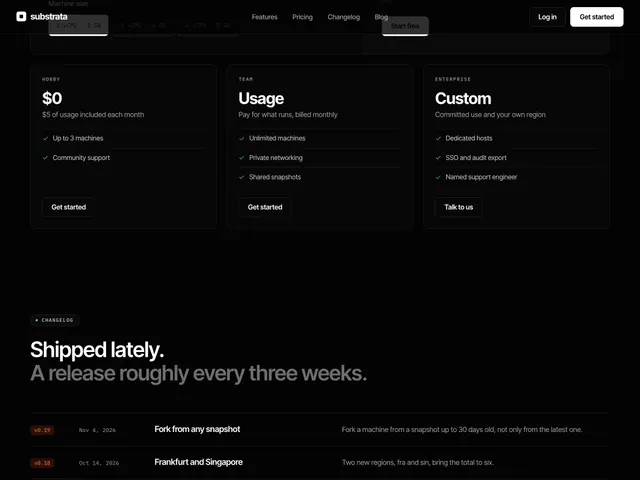 Machine size
substrata
Features
Pricing
Changelog
Blog
Log in
Get started
Start free
HOBBY
$0
$5 of usage included each month
Up to 3 machines
Community support
Get started
TEAM
Usage
Pay for what runs, billed monthly
Unlimited machines
Private networking
Shared snapshots
Get started
ENTERPRISE
Custom
Committed use and your own region
Dedicated hosts
SSO and audit export
Named support engineer
Talk to us
CHANGELOG
Shipped lately.
A release roughly every three weeks.
v0.19 Nov 4, 2026 Fork from any snapshot Fork a machine from a snapshot up to 30 days old, not only from the latest one.
v0.18 Oct 14, 2026 Frankfurt and Singapore Two new regions, fra and sin, bring the total to six.